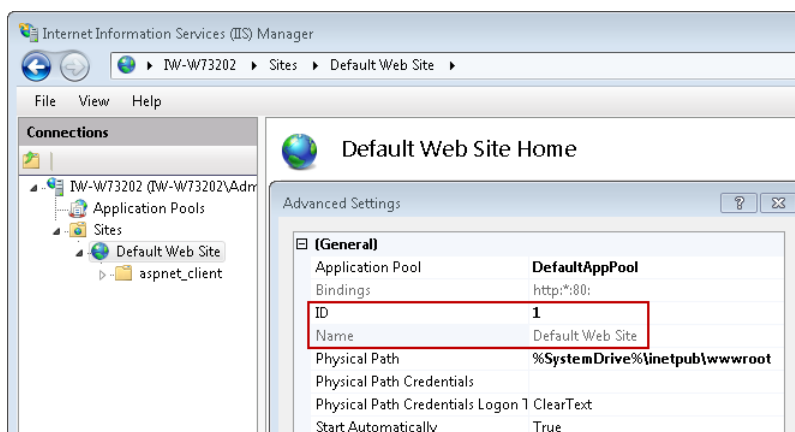 Internet Information Services (IIS) Manager
IW-W73202 Sites Default Web Site
File View Help
Connections
Default Web Site Home
IW-W73202 (IW-W73202\Adm
Application Pools
Sites
Default Web Site
aspnet_client
Advanced Settings
(General)
Application Pool DefaultAppPool
Bindings http:*:80:
ID 1
Name Default Web Site
Physical Path %SystemDrive%\inetpub\wwwroot
Physical Path Credentials
Physical Path Credentials Logon T ClearText
Start Automatically True